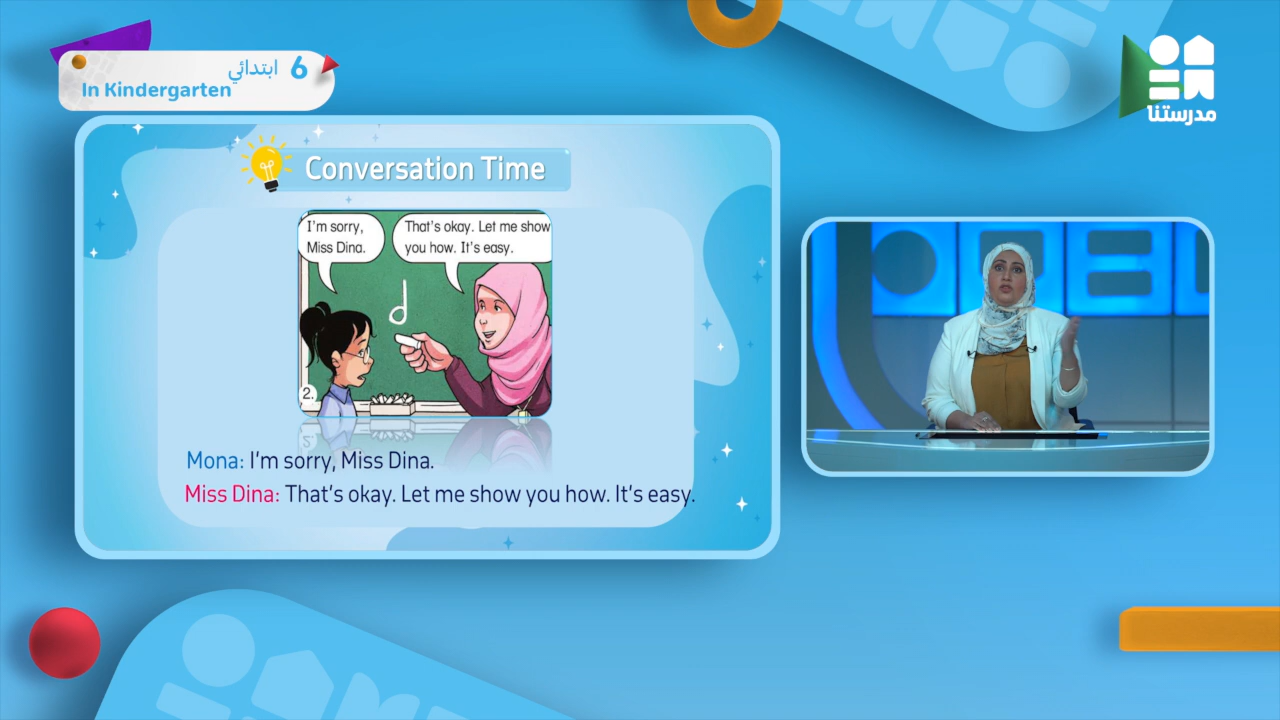 6 ابتدائي
In Kindergarten
مدرستنا
Conversation Time
I'm sorry,
Miss Dina.
That's okay. Let me show
you how. It's easy.
d
2.
Mona: I'm sorry, Miss Dina.
Miss Dina: That's okay. Let me show you how. It's easy.